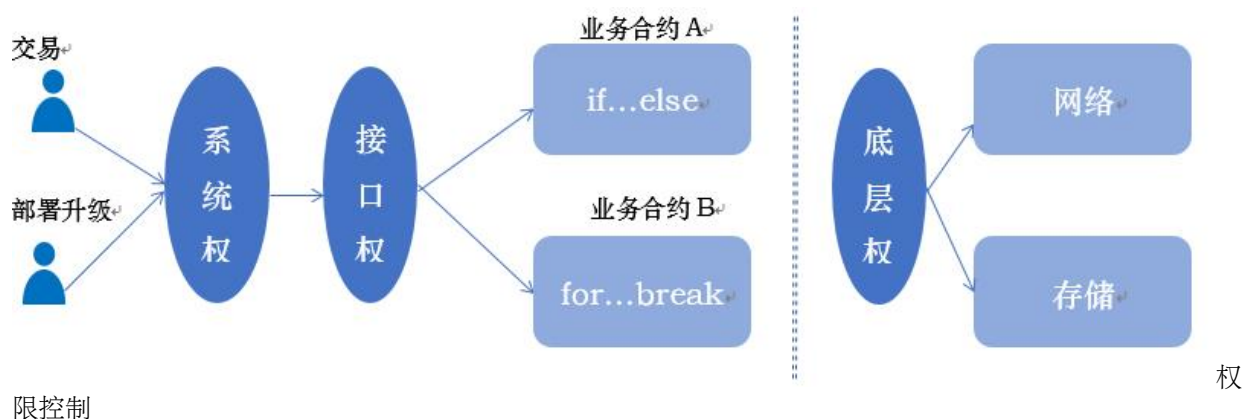 交易
部署升级
系
统
权
接
口
权
业务合约 A
if...else
业务合约 B
for...break
底
层
权
网络
存储
权
限控制